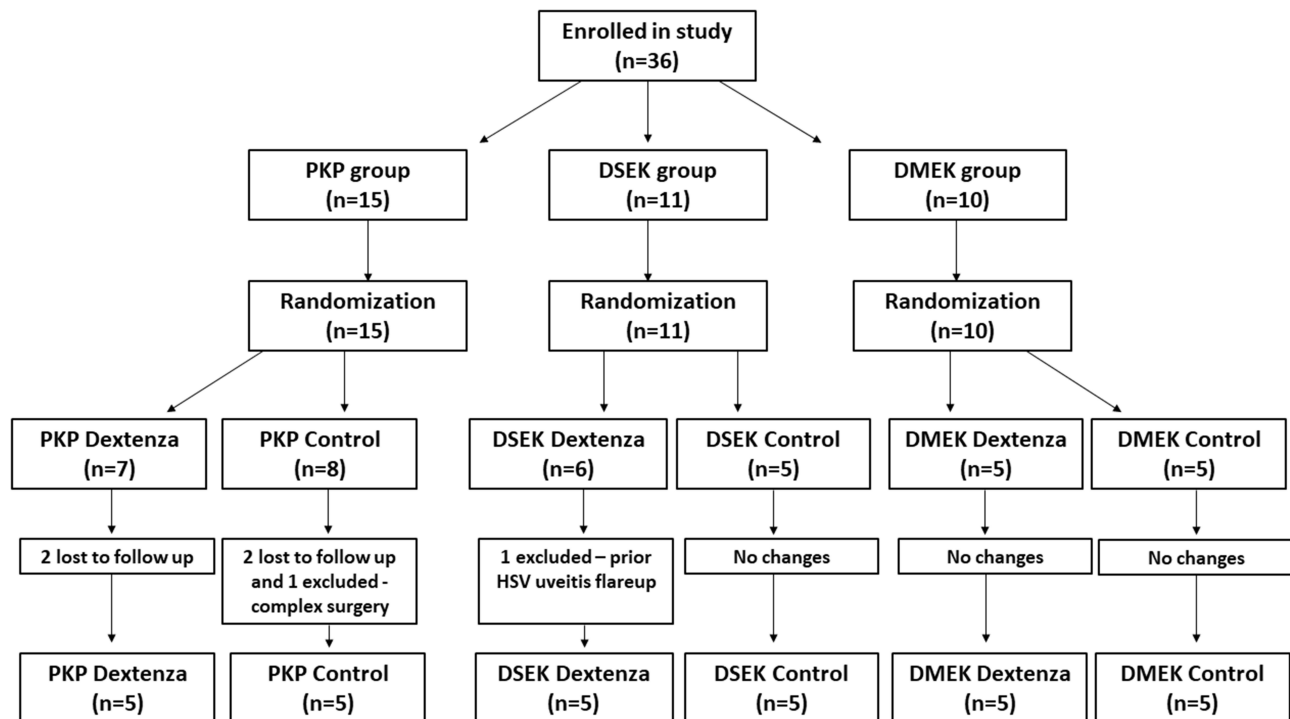 Enrolled in study
(n=36)
PKP group
(n=15)
DSEK group
(n=11)
DMEK group
(n=10)
Randomization
(n=15)
Randomization
(n=11)
Randomization
(n=10)
PKP Dextenza
(n=7)
PKP Control
(n=8)
DSEK Dextenza
(n=6)
DSEK Control
(n=5)
DMEK Dextenza
(n=5)
DMEK Control
(n=5)
2 lost to follow up
2 lost to follow up
and 1 excluded -
complex surgery
1 excluded – prior
HSV uveitis flareup
No changes
No changes
No changes
PKP Dextenza
(n=5)
PKP Control
(n=5)
DSEK Dextenza
(n=5)
DSEK Control
(n=5)
DMEK Dextenza
(n=5)
DMEK Control
(n=5)